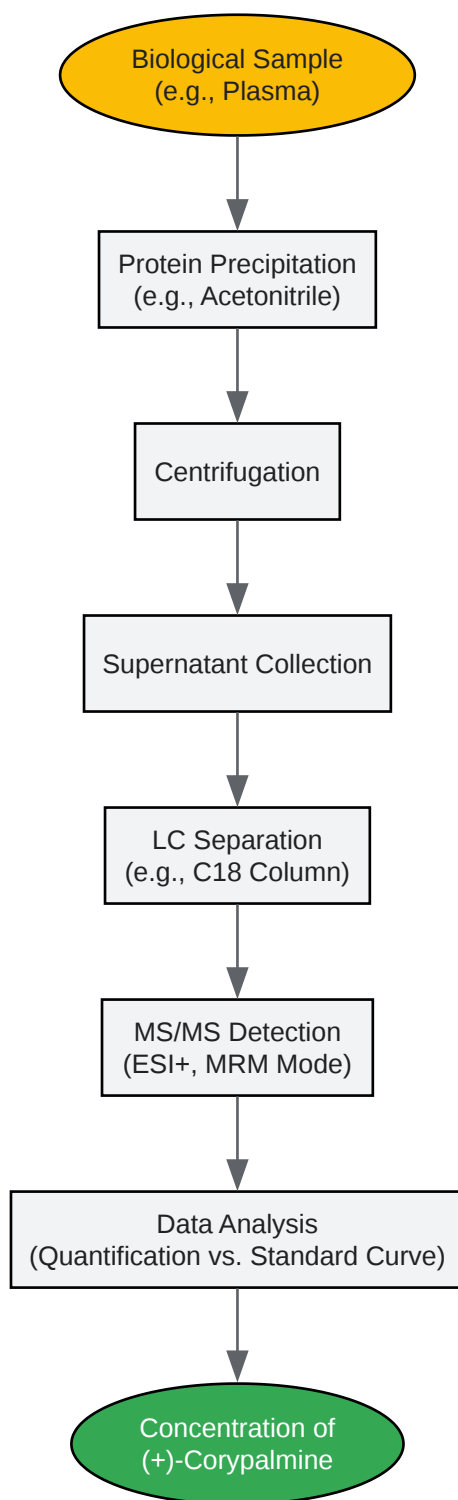 Biological Sample
(e.g., Plasma)
Protein Precipitation
(e.g., Acetonitrile)
Centrifugation
Supernatant Collection
LC Separation
(e.g., C18 Column)
MS/MS Detection
(ESI+, MRM Mode)
Data Analysis
(Quantification vs. Standard Curve)
Concentration of
(+)-Corypalmine